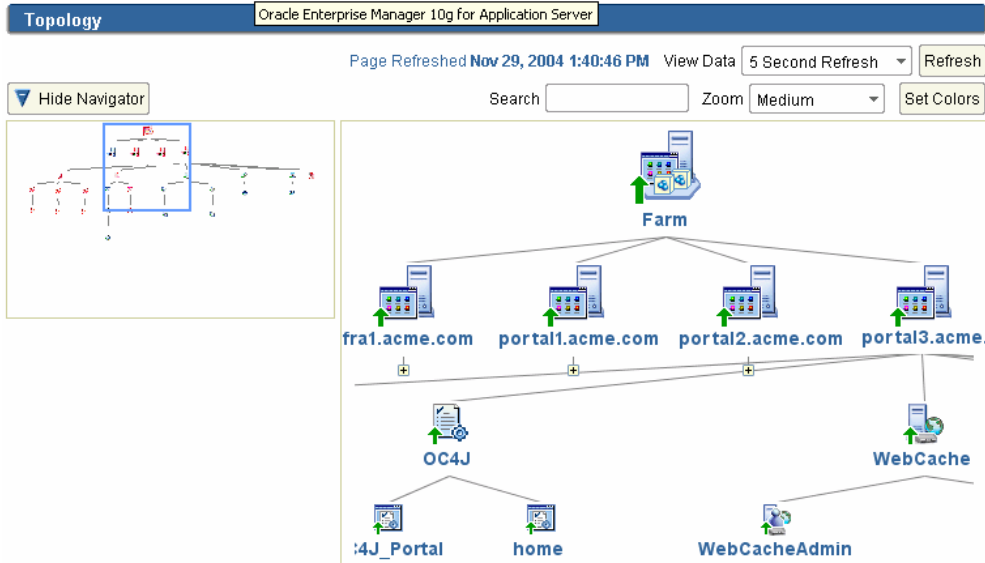 Topology
Oracle Enterprise Manager 10g for Application Server
Page Refreshed Nov 29, 2004 1:40:46 PM View Data 5 Second Refresh Refresh
Hide Navigator Search Zoom Medium Set Colors
Farm
fra1.acme.com portal1.acme.com portal2.acme.com portal3.acme.
OC4J WebCache
:4J_Portal home WebCacheAdmin